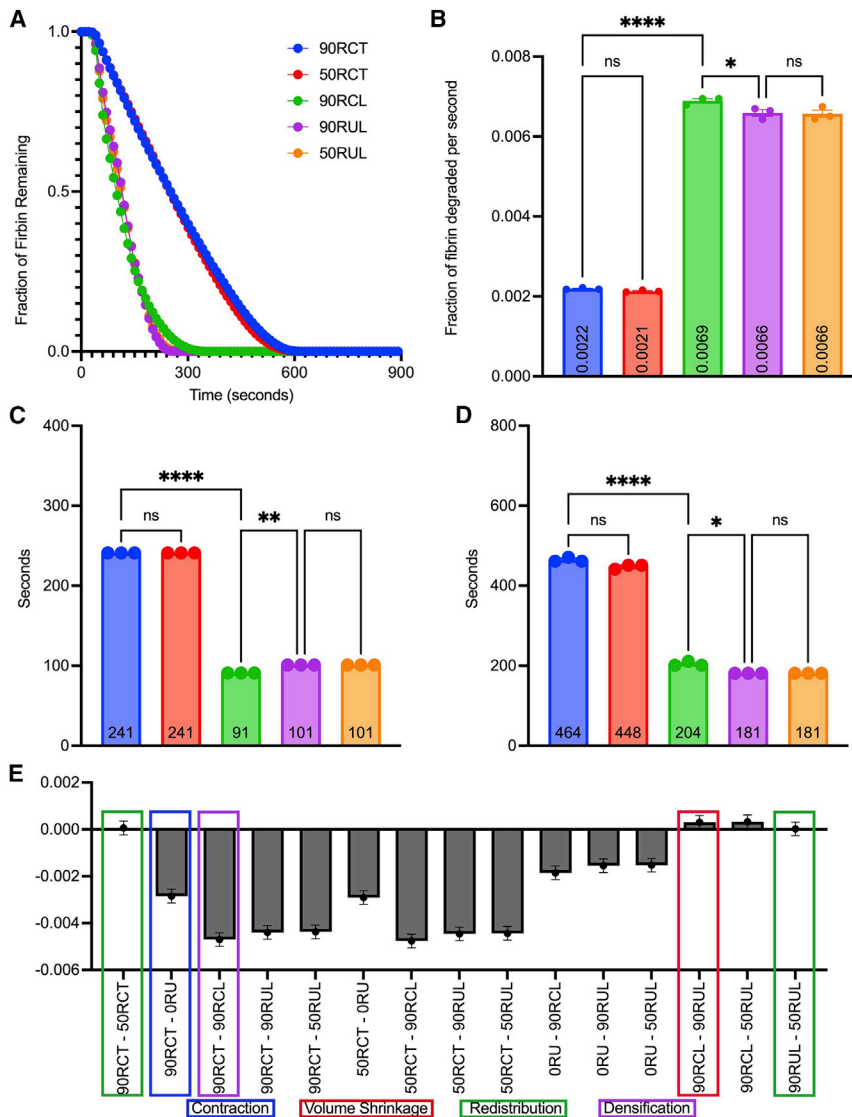 A
Fraction of Firbin Remaining
1.0
0.5
0.0
0
300
600
900
Time (seconds)
90RCT
50RCT
90RCL
90RUL
50RUL
B
Fraction of fibrin degraded per second
0.008
0.006
0.004
0.002
0.000
****
ns
*
ns
0.0022
0.0021
0.0069
0.0066
0.0066
C
Seconds
400
300
200
100
0
****
ns
**
ns
241
241
91
101
101
D
Seconds
800
600
400
200
0
****
ns
*
ns
464
448
204
181
181
E
0.002
0.000
-0.002
-0.004
-0.006
90RCT - 50RCT
90RCT - 0RU
90RCT - 90RCL
90RCT - 90RUL
90RCT - 50RUL
50RCT - 0RU
50RCT - 90RCL
50RCT - 90RUL
50RCT - 50RUL
0RU - 90RCL
0RU - 90RUL
0RU - 50RUL
90RCL - 90RUL
90RCL - 50RUL
90RUL - 50RUL
Contraction
Volume Shrinkage
Redistribution
Densification